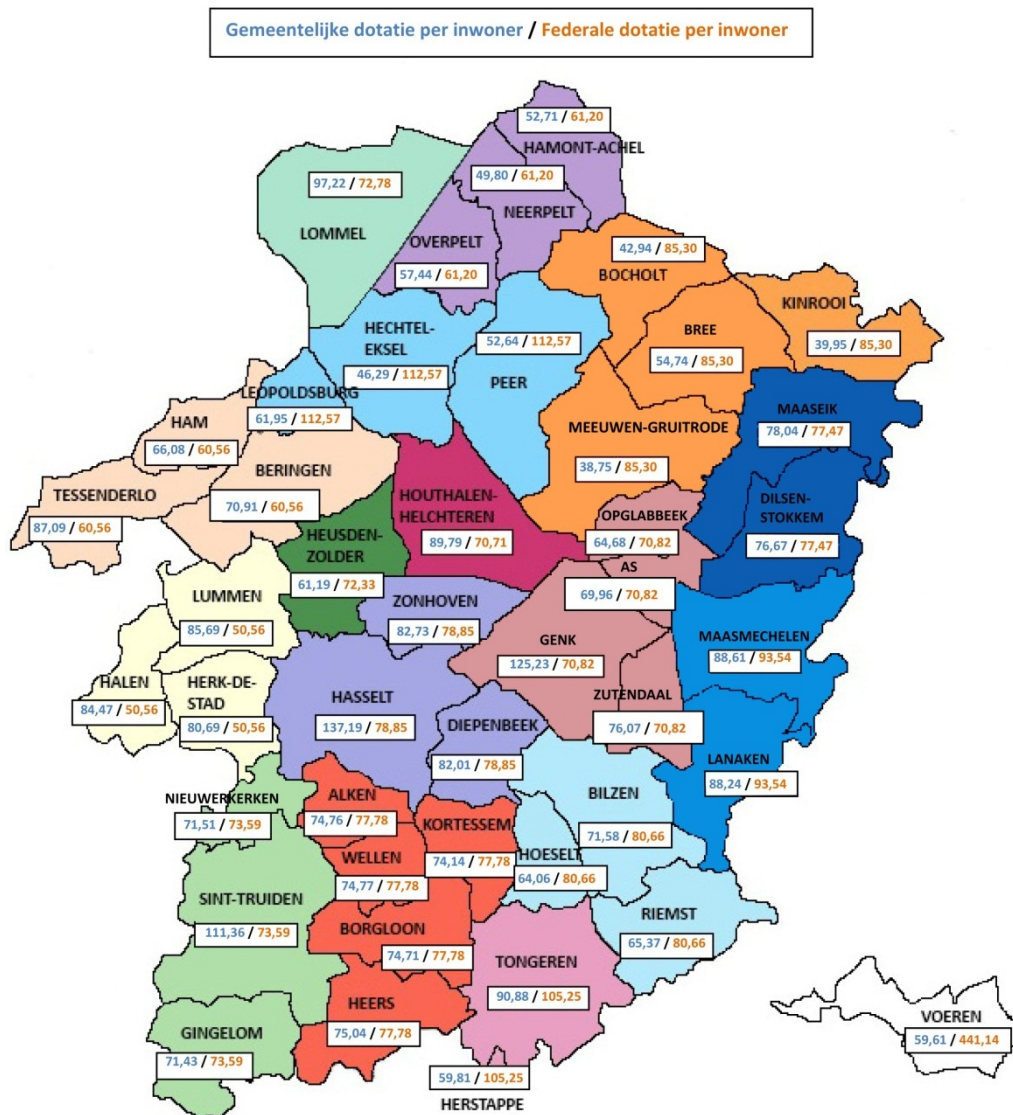 Gemeentelijke dotatie per inwoner / Federale dotatie per inwoner
52,71 / 61,20
HAMONT-ACHEL
49,80 / 61,20
NEERPELT
97,22 / 72,78
LOMMEL
OVERPELT
57,44 / 61,20
42,94 / 85,30
BOCHOLT
KINROOI
39,95 / 85,30
BREE
54,74 / 85,30
HECHTEL-
EKSEL
46,29 / 112,57
52,64 / 112,57
PEER
LEOPOLDSBURG
61,95 / 112,57
HAM
66,08 / 60,56
MEEUWEN-GRUITRODE
38,75 / 85,30
MAASEIK
78,04 / 77,47
TESSENDERLO
87,09 / 60,56
BERINGEN
70,91 / 60,56
HOUTHALEN-
HELCHTEREN
89,79 / 70,71
OPGLABBEEK
64,68 / 70,82
DILSEN-
STOKKEM
76,67 / 77,47
HEUSDEN-
ZOLDER
61,19 / 72,33
AS
69,96 / 70,82
LUMMEN
85,69 / 50,56
ZONHOVEN
82,73 / 78,85
GENK
125,23 / 70,82
MAASMECHELEN
88,61 / 93,54
HALEN
84,47 / 50,56
HERK-DE-
STAD
80,69 / 50,56
HASSELT
137,19 / 78,85
DIEPENBEEK
82,01 / 78,85
ZUTENDAAL
76,07 / 70,82
LANAKEN
88,24 / 93,54
NIEUWERKERKEN
71,51 / 73,59
ALKEN
74,76 / 77,78
KORTESSEM
74,14 / 77,78
BILZEN
71,58 / 80,66
HOESELT
64,06 / 80,66
WELLEN
74,77 / 77,78
SINT-TRUIDEN
111,36 / 73,59
BORGLOON
74,71 / 77,78
RIEMST
65,37 / 80,66
TONGEREN
90,88 / 105,25
HEERS
75,04 / 77,78
GINGELOM
71,43 / 73,59
VOEREN
59,61 / 441,14
59,81 / 105,25
HERSTAPPE